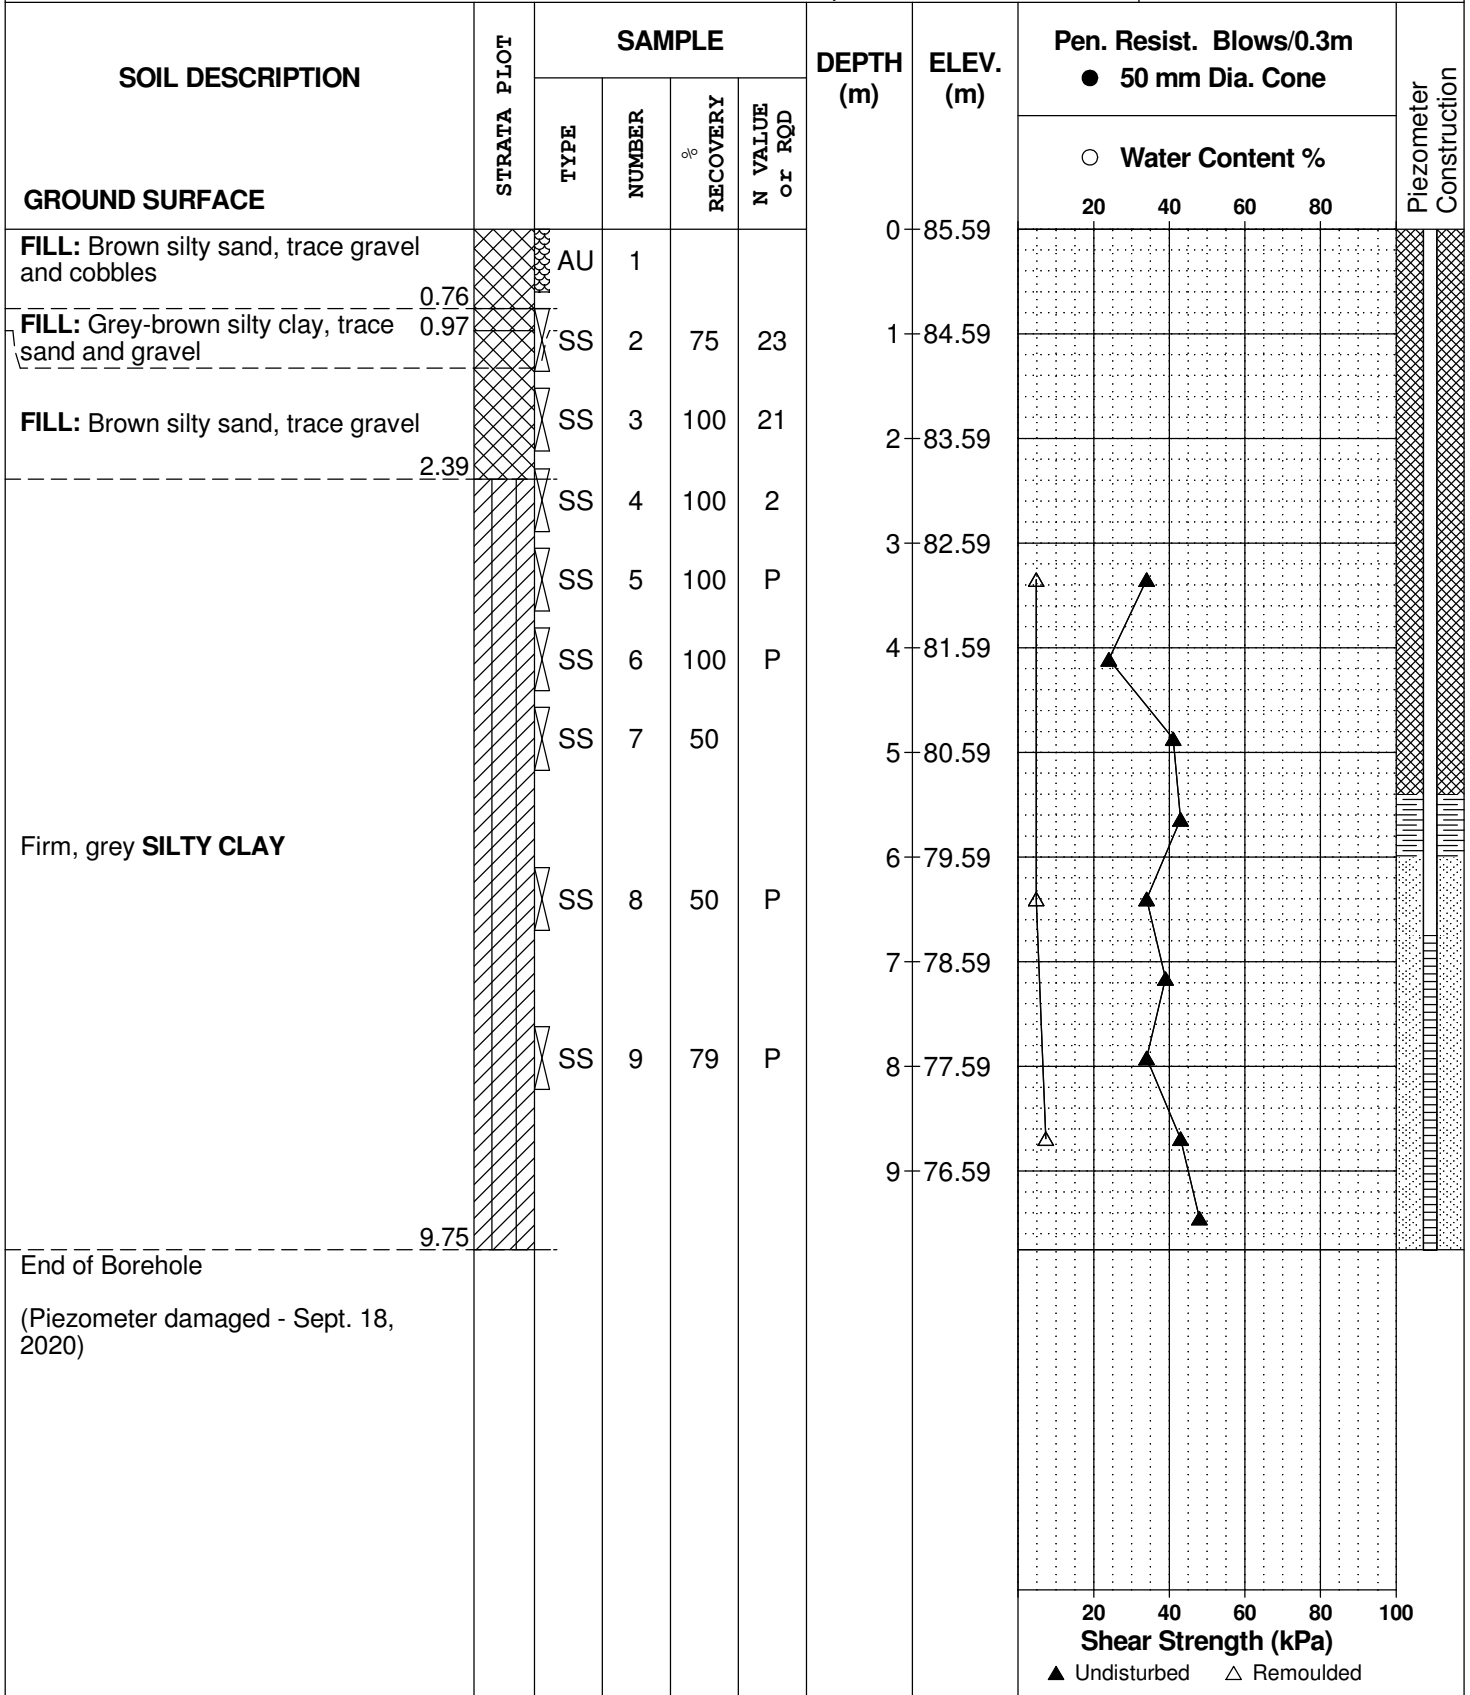 SOIL DESCRIPTION
GROUND SURFACE
STRATA PLOT
SAMPLE
TYPE
NUMBER
% RECOVERY
N VALUE or RQD
DEPTH (m)
ELEV. (m)
Pen. Resist. Blows/0.3m
● 50 mm Dia. Cone
○ Water Content %
20 40 60 80
Piezometer Construction
0 85.59
FILL: Brown silty sand, trace gravel
and cobbles
0.76
AU 1
FILL: Grey-brown silty clay, trace 0.97
sand and gravel
SS 2 75 23
1 84.59
FILL: Brown silty sand, trace gravel
2.39
SS 3 100 21
2 83.59
SS 4 100 2
3 82.59
SS 5 100 P
4 81.59
SS 6 100 P
SS 7 50
5 80.59
Firm, grey SILTY CLAY
6 79.59
SS 8 50 P
7 78.59
SS 9 79 P
8 77.59
9 76.59
9.75
End of Borehole
(Piezometer damaged - Sept. 18,
2020)
20 40 60 80 100
Shear Strength (kPa)
▲ Undisturbed △ Remoulded